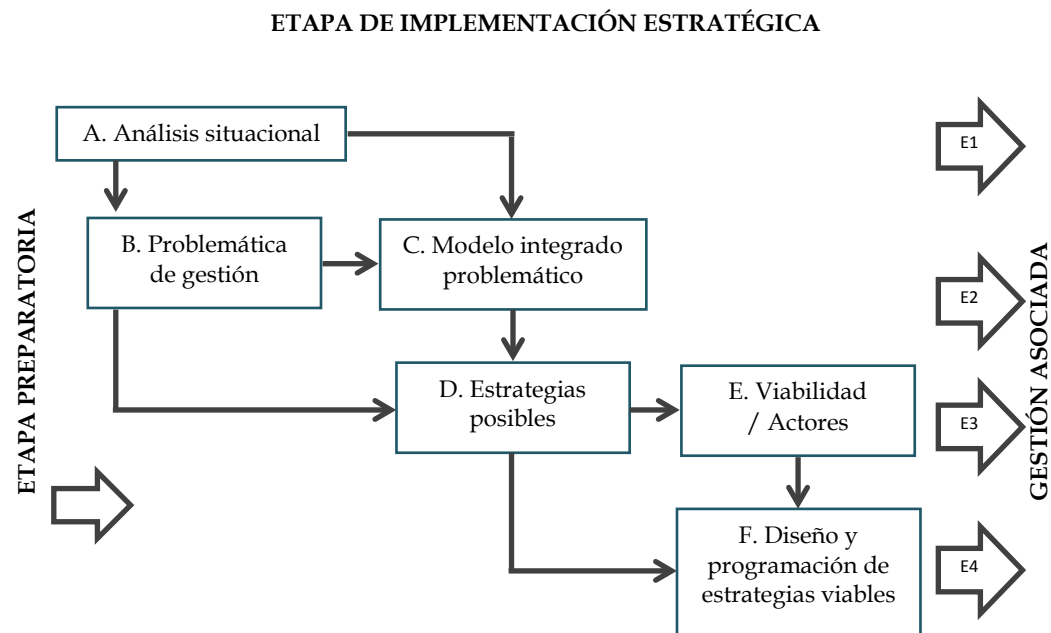 ETAPA DE IMPLEMENTACIÓN ESTRATÉGICA
A. Análisis situacional
E1
ETAPA PREPARATORIA
B. Problemática
de gestión
C. Modelo integrado
problemático
E2
GESTIÓN ASOCIADA
D. Estrategias
posibles
E. Viabilidad
/ Actores
E3
F. Diseño y
programación de
estrategias viables
E4